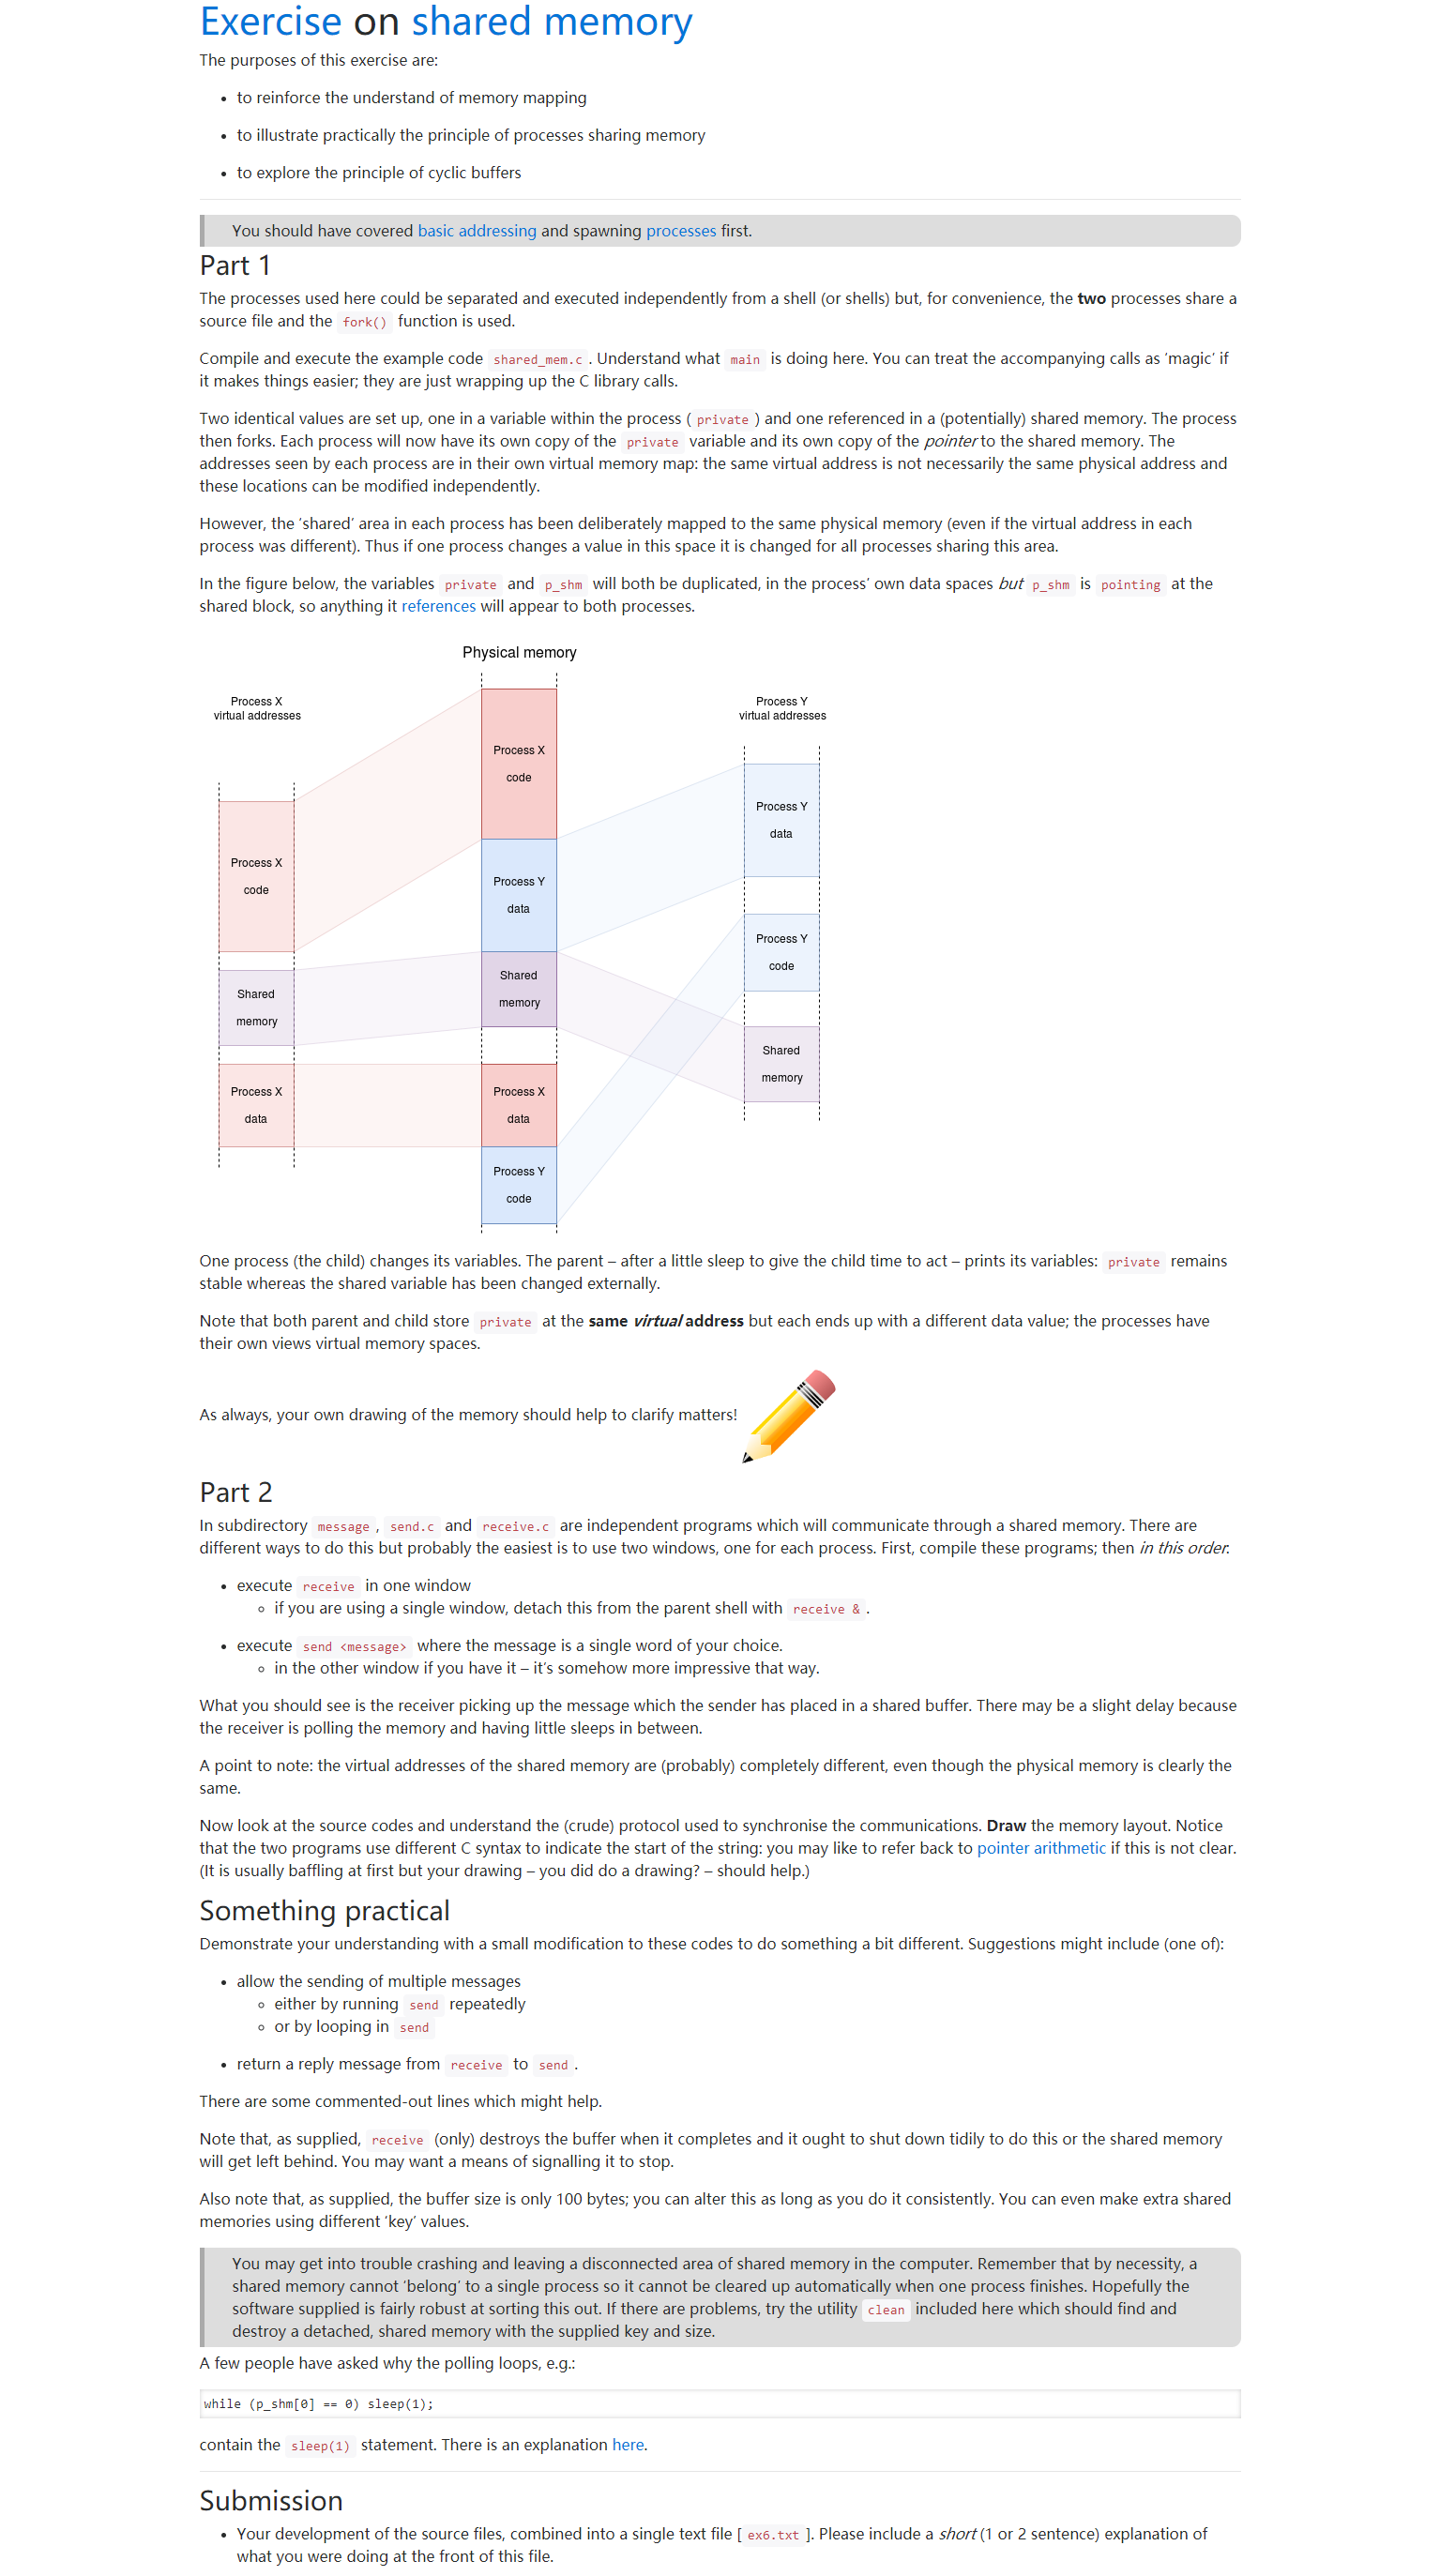 Exercise on shared memory
The purposes of this exercise are:
• to reinforce the understand of memory mapping
• to illustrate practically the principle of processes sharing memory
• to explore the principle of cyclic buffers
You should have covered basic addressing and spawning processes first.
Part 1
The processes used here could be separated and executed independently from a shell (or shells) but, for convenience, the two processes share a
source file and the fork() function is used.
Compile and execute the example code shared_mem.c. Understand what main is doing here. You can treat the accompanying calls as ‘magic’ if
it makes things easier; they are just wrapping up the C library calls.
Two identical values are set up, one in a variable within the process (private) and one referenced in a (potentially) shared memory. The process
then forks. Each process will now have its own copy of the private variable and its own copy of the pointer to the shared memory. The
addresses seen by each process are in their own virtual memory map: the same virtual address is not necessarily the same physical address and
these locations can be modified independently.
However, the ‘shared’ area in each process has been deliberately mapped to the same physical memory (even if the virtual address in each
process was different). Thus if one process changes a value in this space it is changed for all processes sharing this area.
In the figure below, the variables private and p_shm will both be duplicated, in the process’ own data spaces but p_shm is pointing at the
shared block, so anything it references will appear to both processes.
Physical memory
Process X
virtual addresses
Process Y
virtual addresses
Process X
code
Process Y
data
Process X
code
Process Y
data
Process Y
code
Shared
memory
Shared
memory
Shared
memory
Process X
data
Process X
data
Process Y
code
One process (the child) changes its variables. The parent – after a little sleep to give the child time to act – prints its variables: private remains
stable whereas the shared variable has been changed externally.
Note that both parent and child store private at the same virtual address but each ends up with a different data value; the processes have
their own views virtual memory spaces.
As always, your own drawing of the memory should help to clarify matters!
Part 2
In subdirectory message, send.c and receive.c are independent programs which will communicate through a shared memory. There are
different ways to do this but probably the easiest is to use two windows, one for each process. First, compile these programs; then in this order:
• execute receive in one window
◦ if you are using a single window, detach this from the parent shell with receive &.
• execute send <message> where the message is a single word of your choice.
◦ in the other window if you have it – it’s somehow more impressive that way.
What you should see is the receiver picking up the message which the sender has placed in a shared buffer. There may be a slight delay because
the receiver is polling the memory and having little sleeps in between.
A point to note: the virtual addresses of the shared memory are (probably) completely different, even though the physical memory is clearly the
same.
Now look at the source codes and understand the (crude) protocol used to synchronise the communications. Draw the memory layout. Notice
that the two programs use different C syntax to indicate the start of the string: you may like to refer back to pointer arithmetic if this is not clear.
(It is usually baffling at first but your drawing – you did do a drawing? – should help.)
Something practical
Demonstrate your understanding with a small modification to these codes to do something a bit different. Suggestions might include (one of):
• allow the sending of multiple messages
◦ either by running send repeatedly
◦ or by looping in send
• return a reply message from receive to send.
There are some commented-out lines which might help.
Note that, as supplied, receive (only) destroys the buffer when it completes and it ought to shut down tidily to do this or the shared memory
will get left behind. You may want a means of signalling it to stop.
Also note that, as supplied, the buffer size is only 100 bytes; you can alter this as long as you do it consistently. You can even make extra shared
memories using different ‘key’ values.
You may get into trouble crashing and leaving a disconnected area of shared memory in the computer. Remember that by necessity, a
shared memory cannot ‘belong’ to a single process so it cannot be cleared up automatically when one process finishes. Hopefully the
software supplied is fairly robust at sorting this out. If there are problems, try the utility clean included here which should find and
destroy a detached, shared memory with the supplied key and size.
A few people have asked why the polling loops, e.g.:
while (p_shm[0] == 0) sleep(1);
contain the sleep(1) statement. There is an explanation here.
Submission
• Your development of the source files, combined into a single text file [ex6.txt]. Please include a short (1 or 2 sentence) explanation of
what you were doing at the front of this file.